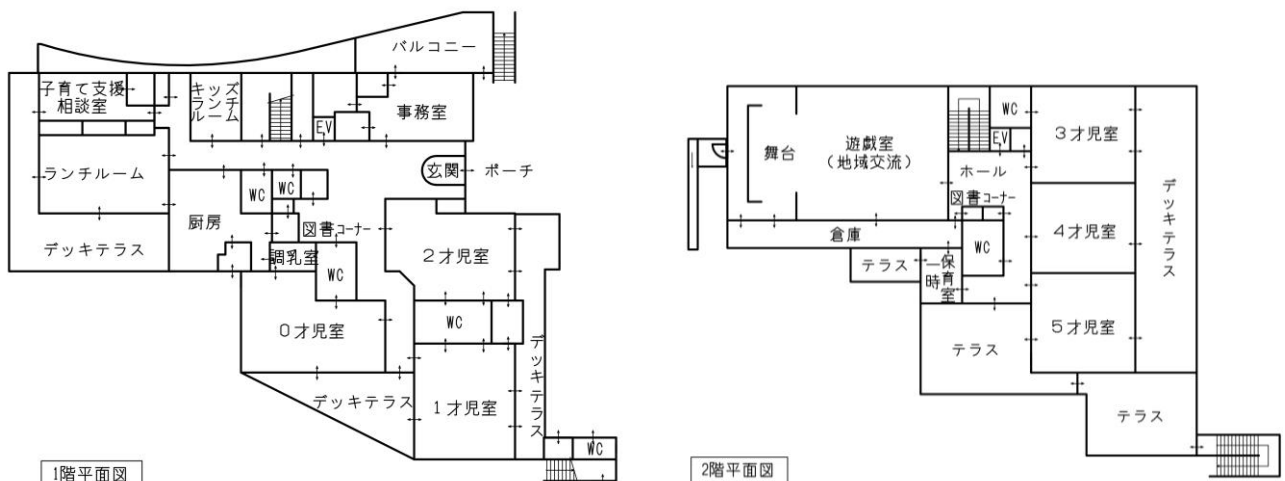 バルコニー
子育て支援
相談室
キッズ
ランチ
ルーム
EV
事務室
ランチルーム
玄関
ポーチ
WC
WC
厨房
図書コーナー
デッキテラス
調乳室
WC
2才児室
0才児室
WC
デッキテラス
デッキテラス
1才児室
WC
1階平面図
舞台
遊戯室
(地域交流)
WC
EV
3才児室
ホール
図書コーナー
デッキテラス
倉庫
WC
4才児室
テラス
一時
保育室
5才児室
テラス
テラス
2階平面図